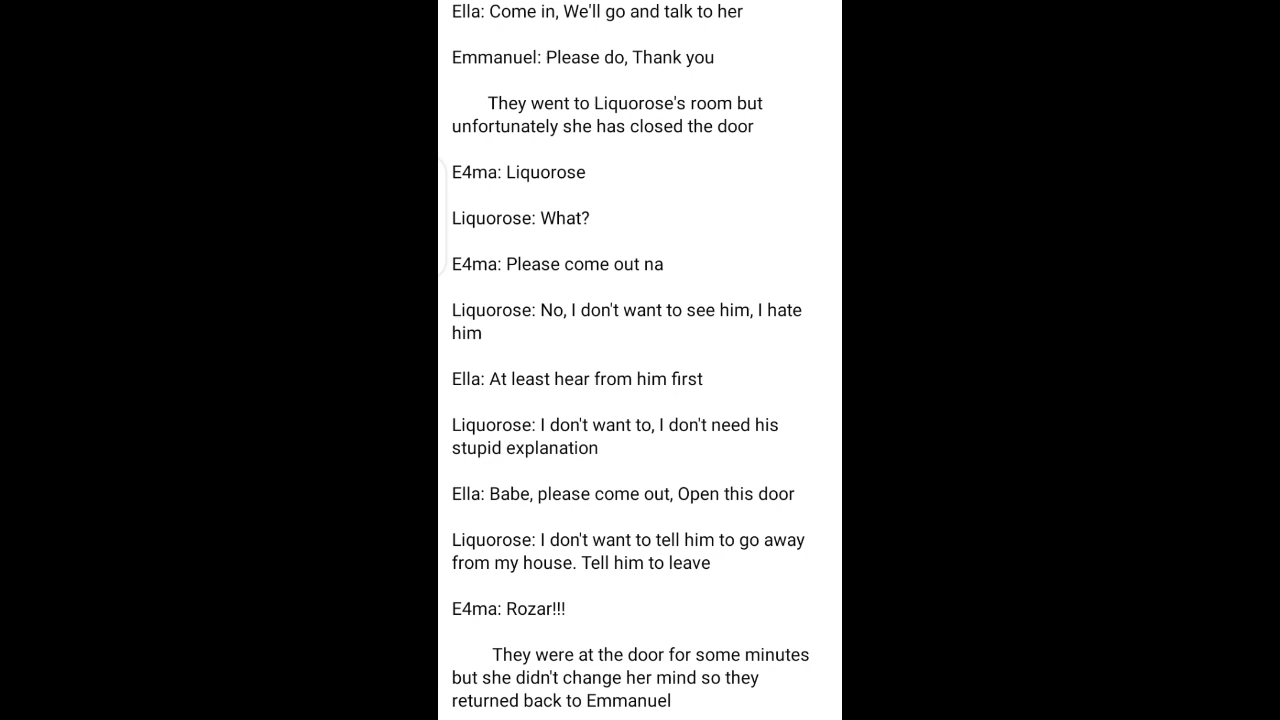 Ella: Come in, We'll go and talk to her
Emmanuel: Please do, Thank you
They went to Liquorose's room but
unfortunately she has closed the door
E4ma: Liquorose
Liquorose: What?
E4ma: Please come out na
Liquorose: No, I don't want to see him, I hate
him
Ella: At least hear from him first
Liquorose: I don't want to, I don't need his
stupid explanation
Ella: Babe, please come out, Open this door
Liquorose: I don't want to tell him to go away
from my house. Tell him to leave
E4ma: Rozar!!!
They were at the door for some minutes
but she didn't change her mind so they
returned back to Emmanuel